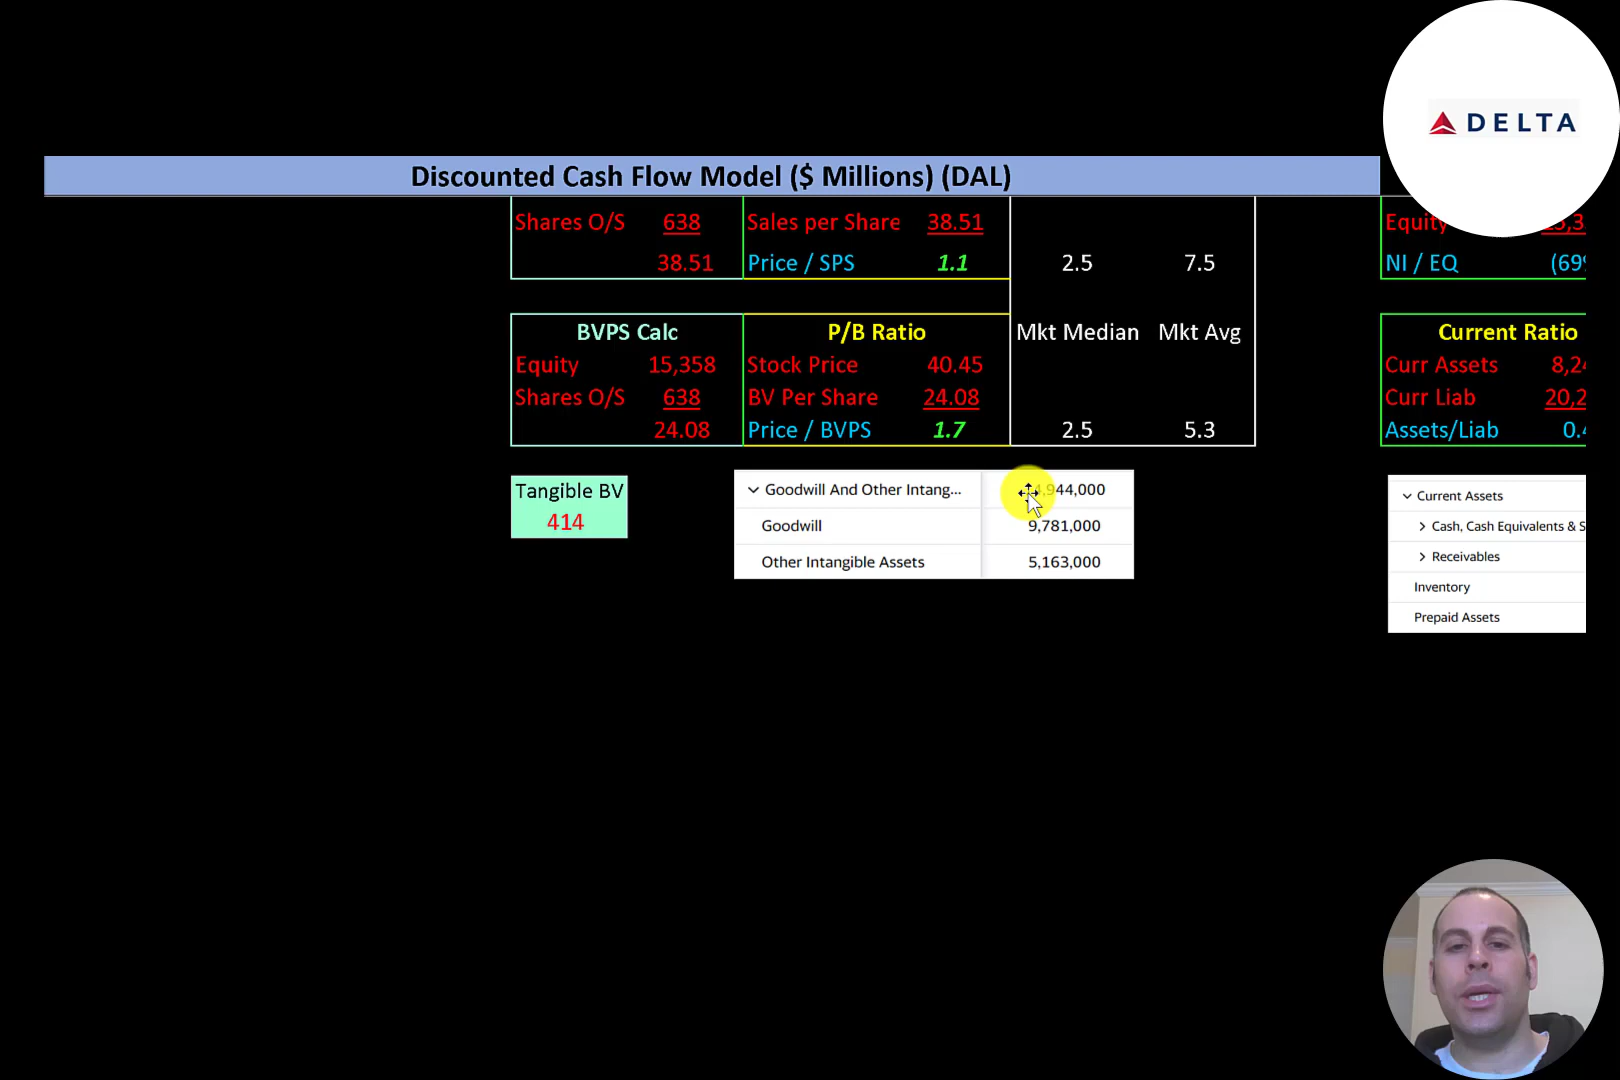 DELTA
Discounted Cash Flow Model ($ Millions) (DAL)
Shares O/S 638 Sales per Share 38.51
38.51 Price / SPS 1.1 2.5 7.5
NI / EQ
BVPS Calc P/B Ratio Mkt Median Mkt Avg Current Ratio
Equity 15,358 Stock Price 40.45 Curr Assets
Shares O/S 638 BV Per Share 24.08 Curr Liab
24.08 Price / BVPS 1.7 2.5 5.3 Assets/Liab
Tangible BV
414
Goodwill And Other Intang...
Goodwill 9,781,000
Other Intangible Assets 5,163,000
Current Assets
Cash, Cash Equivalents & S
Receivables
Inventory
Prepaid Assets